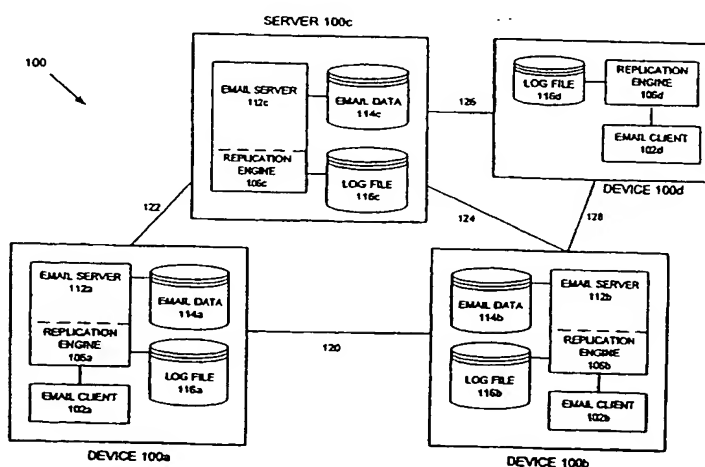 SERVER 100c
100
EMAIL SERVER
112c
EMAIL DATA
114c
REPLICATION
ENGINE
106c
LOG FILE
116c
126
LOG FILE
116d
REPLICATION
ENGINE
106d
EMAIL CLIENT
102d
DEVICE 100d
122
124
128
EMAIL SERVER
112a
EMAIL DATA
114a
REPLICATION
ENGINE
106a
LOG FILE
116a
EMAIL CLIENT
102a
DEVICE 100a
120
EMAIL DATA
114b
EMAIL SERVER
112b
LOG FILE
116b
REPLICATION
ENGINE
106b
EMAIL CLIENT
102b
DEVICE 100b